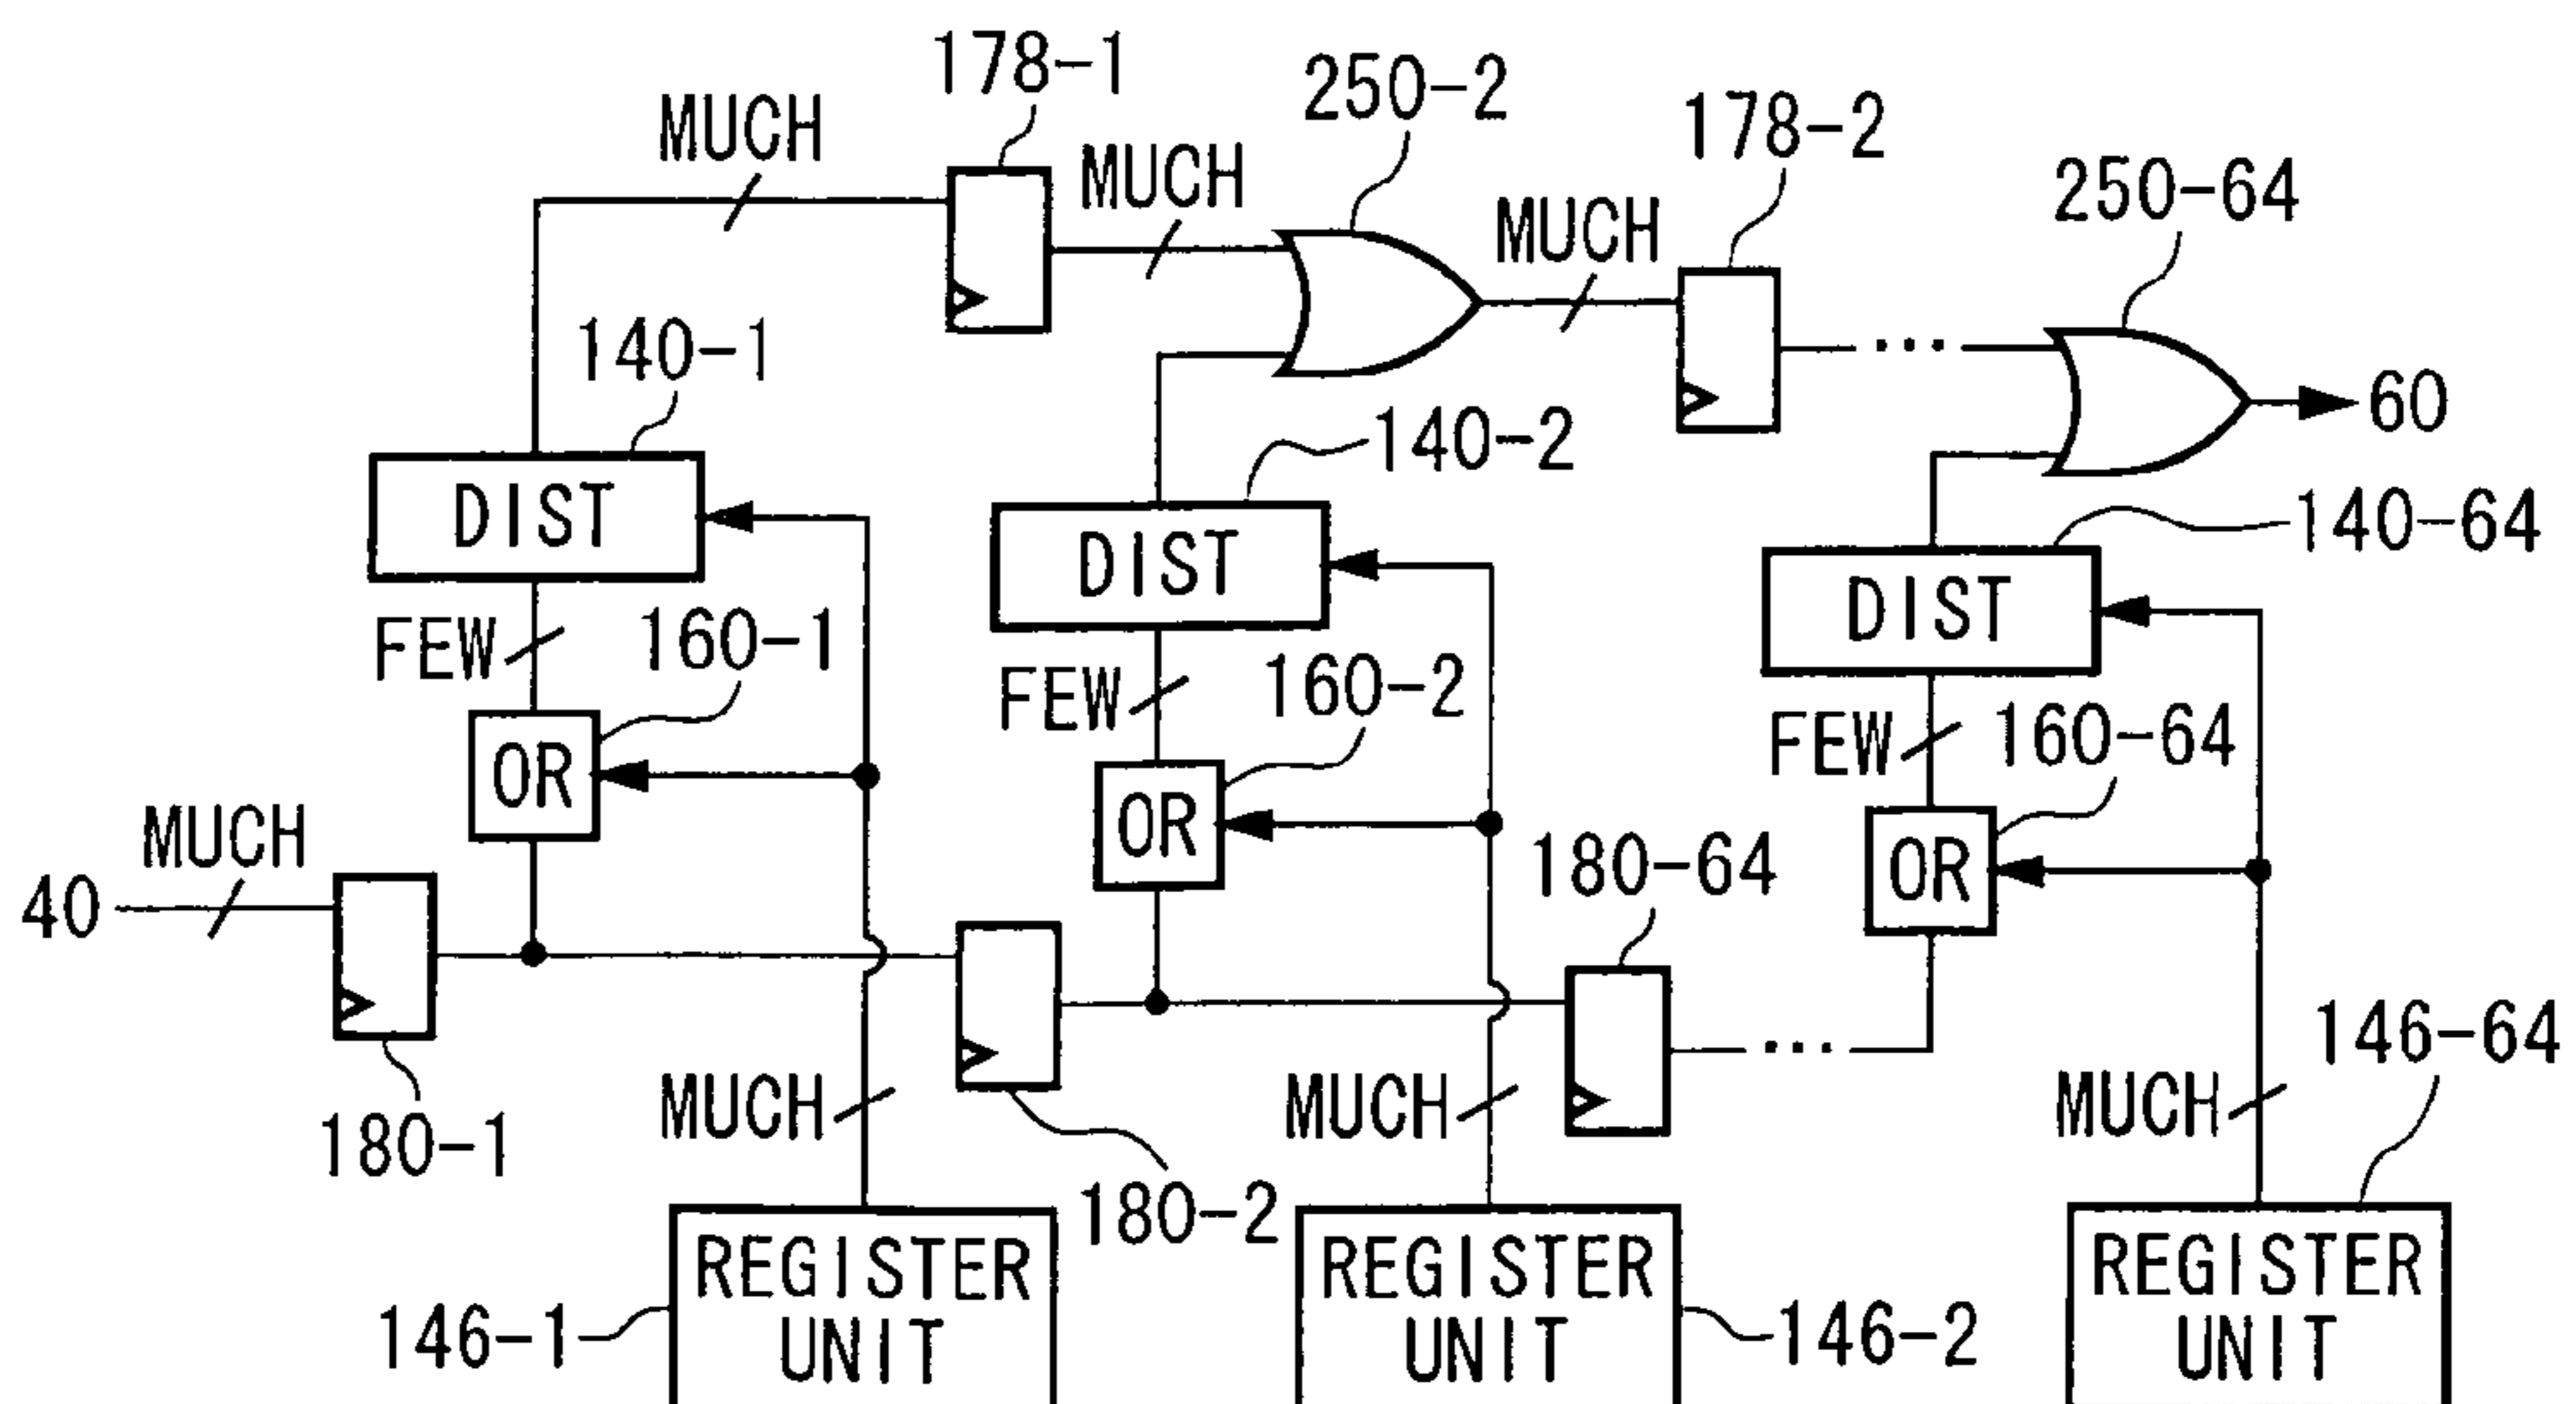 178-1
250-2
MUCH
178-2
MUCH
250-64
MUCH
140-1
60
140-2
DIST
140-64
DIST
DIST
FEW
160-1
FEW
160-2
FEW
160-64
OR
OR
MUCH
180-64
OR
40
146-64
MUCH
MUCH
MUCH
180-1
180-2
REGISTER
UNIT
REGISTER
UNIT
REGISTER
UNIT
146-1
146-2